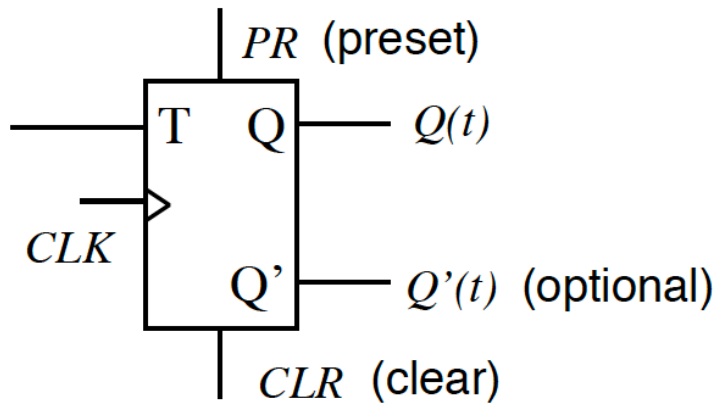 PR (preset)
T Q Q(t)
CLK
Q’ Q’(t) (optional)
CLR (clear)